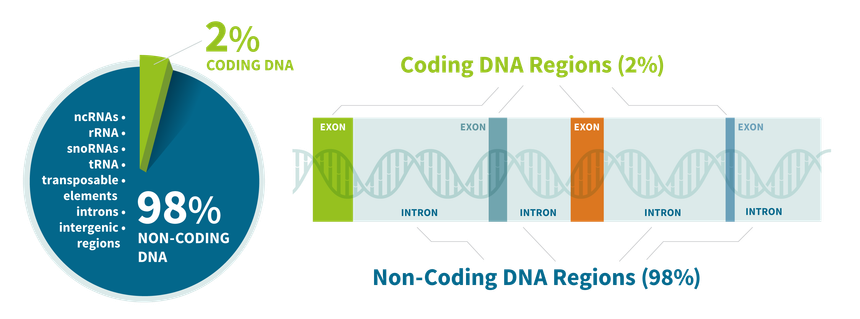 2%
CODING DNA
ncRNAs •
rRNA •
snoRNAs •
tRNA •
transposable •
elements
introns •
intergenic •
regions
98%
NON-CODING
DNA
Coding DNA Regions (2%)
EXON
EXON
EXON
EXON
INTRON
INTRON
INTRON
INTRON
Non-Coding DNA Regions (98%)